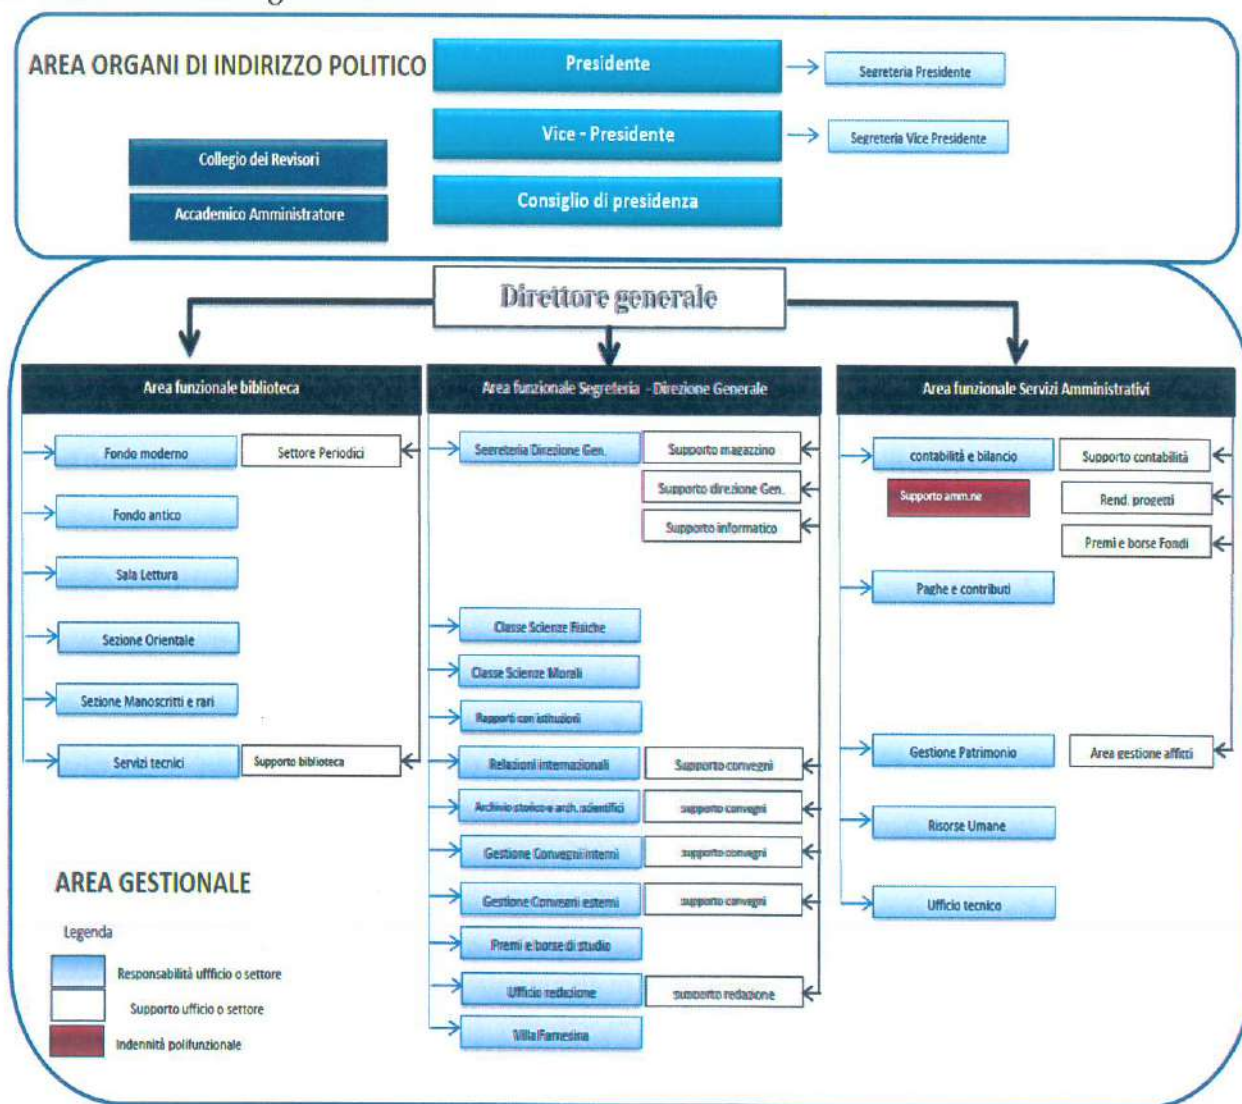 AREA ORGANI DI INDIRIZZO POLITICO
Presidente
Segreteria Presidente
Vice - Presidente
Segreteria Vice Presidente
Collegio dei Revisori
Consiglio di presidenza
Accademico Amministratore
Direttore generale
Area funzionale biblioteca
Fondo moderno
Settore Periodici
Fondo antico
Sala Lettura
Sezione Orientale
Sezione Manoscritti e rari
Servizi tecnici
Supporto biblioteca
Area funzionale Segreteria - Direzione Generale
Segreteria Direzione Gen.
Supporto magazzino
Supporto direzione Gen.
Supporto informatico
Classe Scienze Fisiche
Classe Scienze Morali
Rapporti con istituzioni
Relazioni internazionali
Supporto convegni
Archivio storico e arch. scientifici
supporto convegni
Gestione Convegni interni
supporto convegni
Gestione Convegni esterni
supporto convegni
Premi e borse di studio
Ufficio redazione
supporto redazione
Villa Farnesina
Area funzionale Servizi Amministrativi
contabilità e bilancio
Supporto contabilità
Supporto amm.ne
Rend. progetti
Premi e borse Fondi
Paghe e contributi
Gestione Patrimonio
Area gestione affitti
Risorse Umane
Ufficio tecnico
AREA GESTIONALE
Legenda
Responsabilità ufficio o settore
Supporto ufficio o settore
Indennità polifunzionale